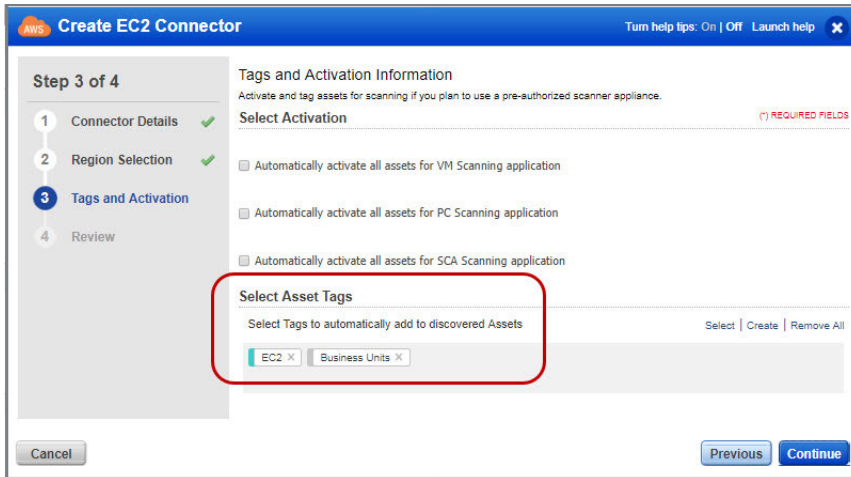 AWS Create EC2 Connector
Turn help tips: On | Off Launch help
Step 3 of 4
1 Connector Details
2 Region Selection
3 Tags and Activation
4 Review
Tags and Activation Information
Activate and tag assets for scanning if you plan to use a pre-authorized scanner appliance.
Select Activation
(*) REQUIRED FIELDS
Automatically activate all assets for VM Scanning application
Automatically activate all assets for PC Scanning application
Automatically activate all assets for SCA Scanning application
Select Asset Tags
Select Tags to automatically add to discovered Assets
Select | Create | Remove All
EC2 × Business Units ×
Cancel
Previous Continue